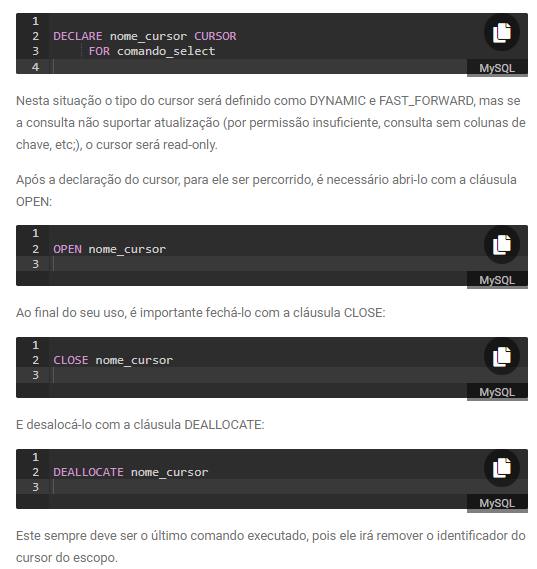 1
2 DECLARE nome_cursor CURSOR
3 FOR comando_select
4
MySQL
Nesta situação o tipo do cursor será definido como DYNAMIC e FAST_FORWARD, mas se
a consulta não suportar atualização (por permissão insuficiente, consulta sem colunas de
chave, etc;), o cursor será read-only.
Após a declaração do cursor, para ele ser percorrido, é necessário abri-lo com a cláusula
OPEN:
1
2 OPEN nome_cursor
3
MySQL
Ao final do seu uso, é importante fechá-lo com a cláusula CLOSE:
1
2 CLOSE nome_cursor
3
MySQL
E desalocá-lo com a cláusula DEALLOCATE:
1
2 DEALLOCATE nome_cursor
3
MySQL
Este sempre deve ser o último comando executado, pois ele irá remover o identificador do
cursor do escopo.